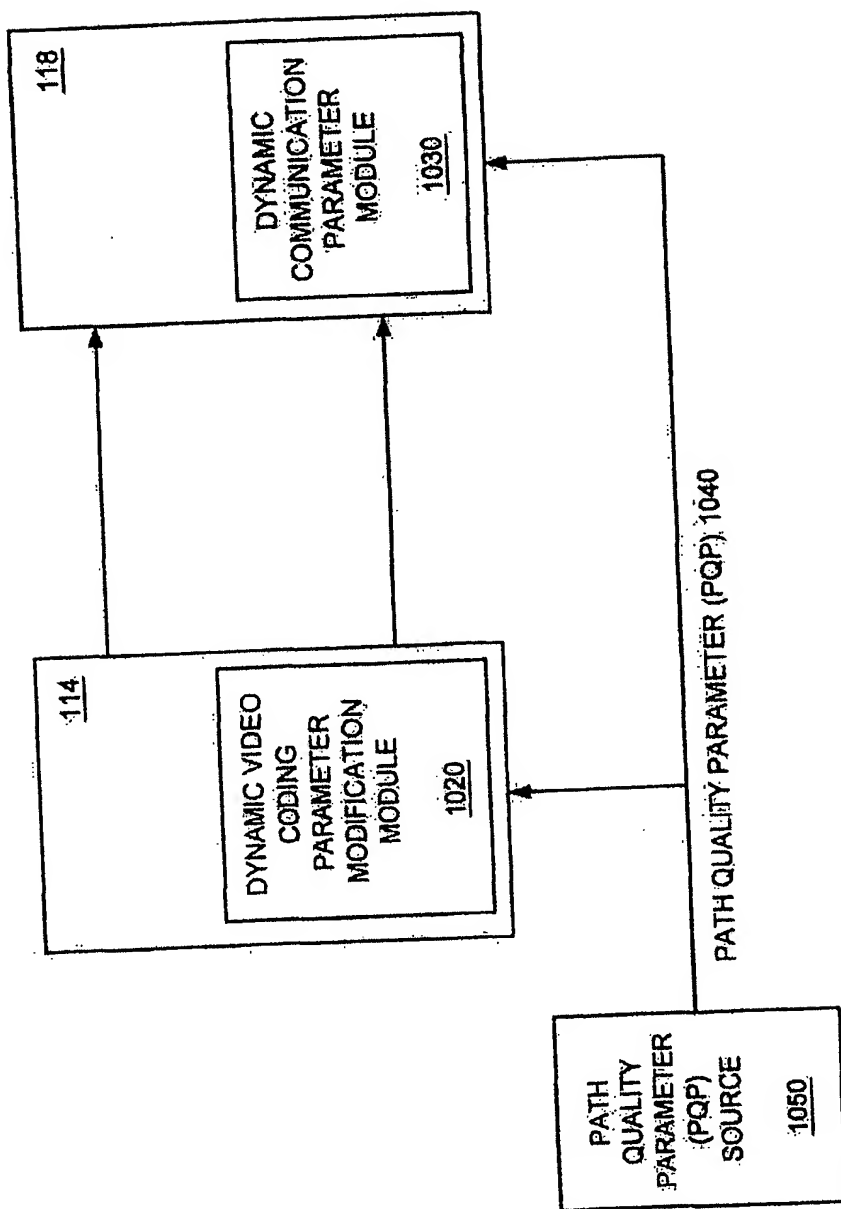 114
DYNAMIC VIDEO
CODING
PARAMETER
MODIFICATION
MODULE
1020
118
DYNAMIC
COMMUNICATION
PARAMETER
MODULE
1030
PATH
QUALITY
PARAMETER
(PQP)
SOURCE
1050
PATH QUALITY PARAMETER (PQP) 1040